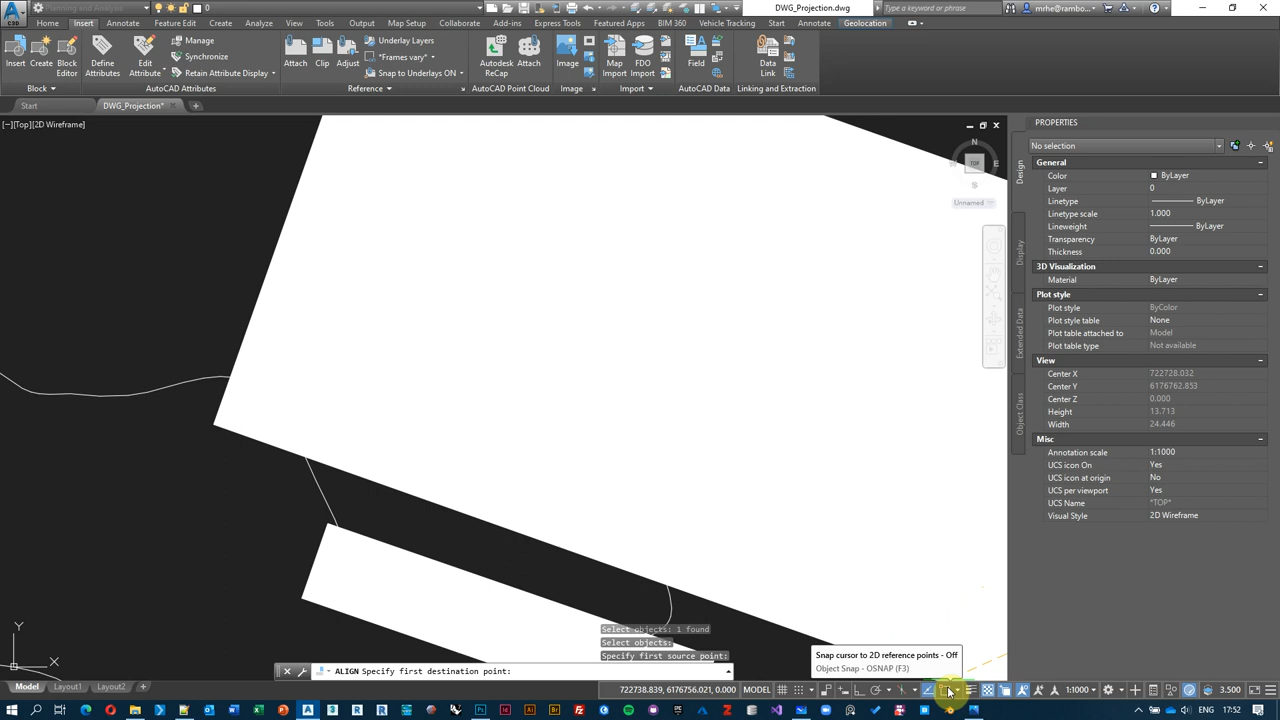 Planning and Analysis
0
DWG_Projection.dwg
Type a keyword or phrase
mrhe@rambo...
C3D
Home
Insert
Annotate
Feature Edit
Create
Analyze
View
Tools
Output
Map Setup
Collaborate
Add-ins
Express Tools
Featured Apps
BIM 360
Vehicle Tracking
Start
Annotate
Geolocation
Insert
Create
Block Editor
Define Attributes
Edit Attribute
Manage
Synchronize
Retain Attribute Display
Attach
Clip
Adjust
Underlay Layers
*Frames vary*
Snap to Underlays ON
Autodesk ReCap
Attach
Image
Map Import
FDO Import
Field
Data Link
Block
AutoCAD Attributes
Reference
AutoCAD Point Cloud
Image
Import
AutoCAD Data
Linking and Extraction
Start
DWG_Projection*
[−][Top][2D Wireframe]
N
W
TOP
E
S
Unnamed
PROPERTIES
No selection
Design
Display
Extended Data
Object Class
General
Color ByLayer
Layer 0
Linetype ByLayer
Linetype scale 1.000
Lineweight ByLayer
Transparency ByLayer
Thickness 0.000
3D Visualization
Material ByLayer
Plot style
Plot style ByColor
Plot style table None
Plot table attached to Model
Plot table type Not available
View
Center X 722728.032
Center Y 6176762.853
Center Z 0.000
Height 13.713
Width 24.446
Misc
Annotation scale 1:1000
UCS icon On Yes
UCS icon at origin No
UCS per viewport Yes
UCS Name *TOP*
Visual Style 2D Wireframe
Y
X
Select objects: 1 found
Select objects:
Specify first source point:
ALIGN Specify first destination point:
Snap cursor to 2D reference points - Off
Object Snap - OSNAP (F3)
Model
Layout1
Layout2
722738.839, 6176756.021, 0.000
MODEL
1:1000
3.500
7:52